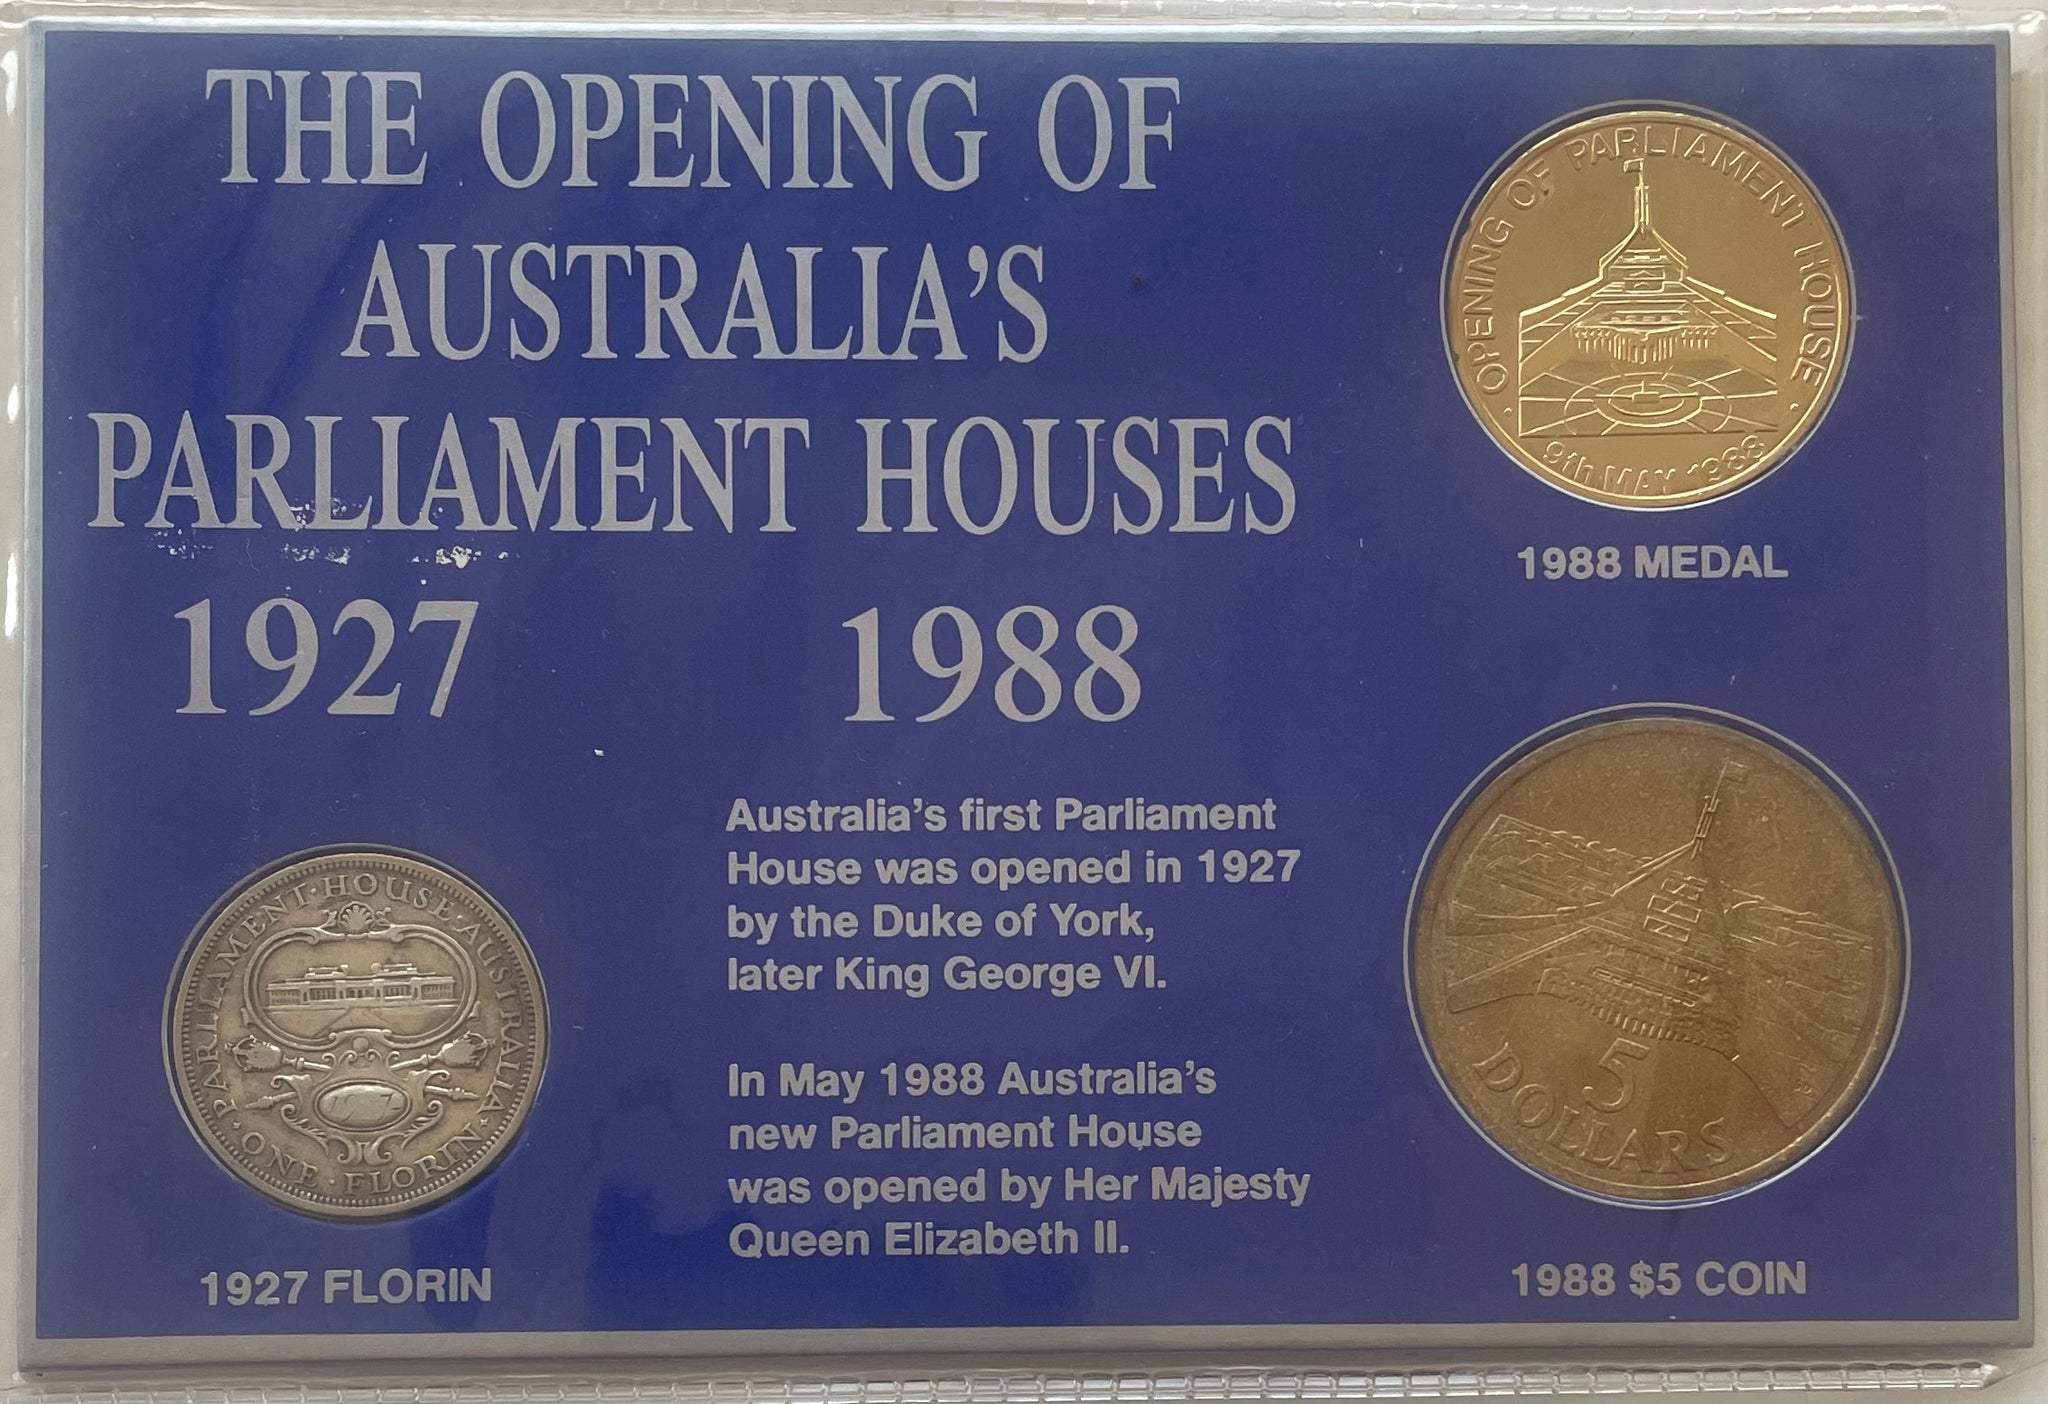 THE OPENING OF
AUSTRALIA'S
PARLIAMENT HOUSES
1927 1988
OPENING OF PARLIAMENT HOUSE
9th MAY 1988
1988 MEDAL
Australia's first Parliament
House was opened in 1927
by the Duke of York,
later King George VI.
In May 1988 Australia's
new Parliament House
was opened by Her Majesty
Queen Elizabeth II.
PARLIAMENT·HOUSE·AUSTRALIA
1927
·ONE·FLORIN·
1927 FLORIN
5
DOLLARS
1988 $5 COIN